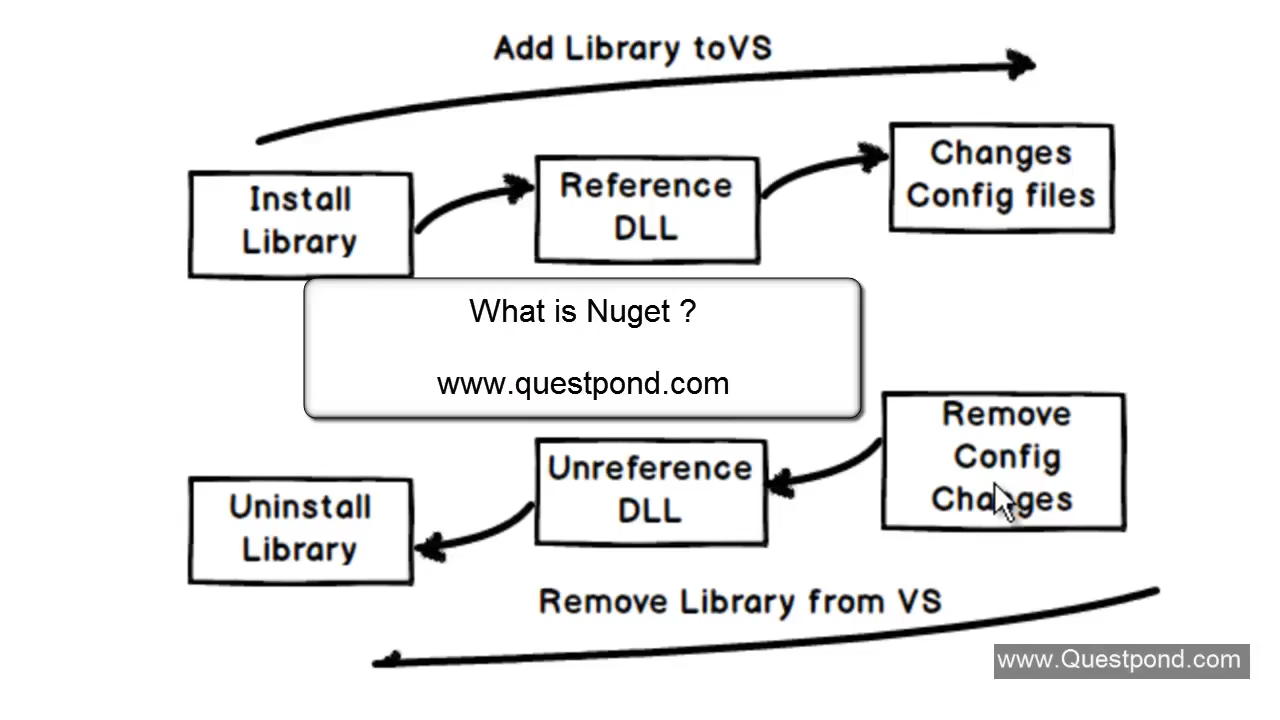 Add Library toVS
Install
Library
Reference
DLL
Changes
Config files
What is Nuget ?
www.questpond.com
Remove
Config
Changes
Unreference
DLL
Uninstall
Library
Remove Library from VS
www.Questpond.com